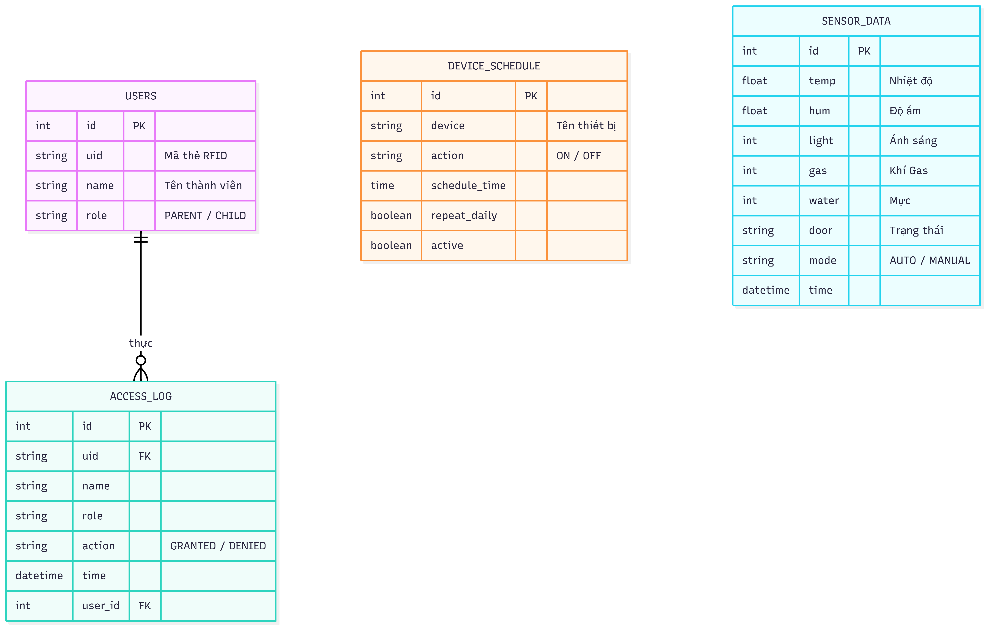 USERS
int id PK
string uid Mã thẻ RFID
string name Tên thành viên
string role PARENT / CHILD
thực
ACCESS_LOG
int id PK
string uid FK
string name
string role
string action GRANTED / DENIED
datetime time
int user_id FK
DEVICE_SCHEDULE
int id PK
string device Tên thiết bị
string action ON / OFF
time schedule_time
boolean repeat_daily
boolean active
SENSOR_DATA
int id PK
float temp Nhiệt độ
float hum Độ ẩm
int light Ánh sáng
int gas Khí Gas
int water Mực
string door Trạng thái
string mode AUTO / MANUAL
datetime time